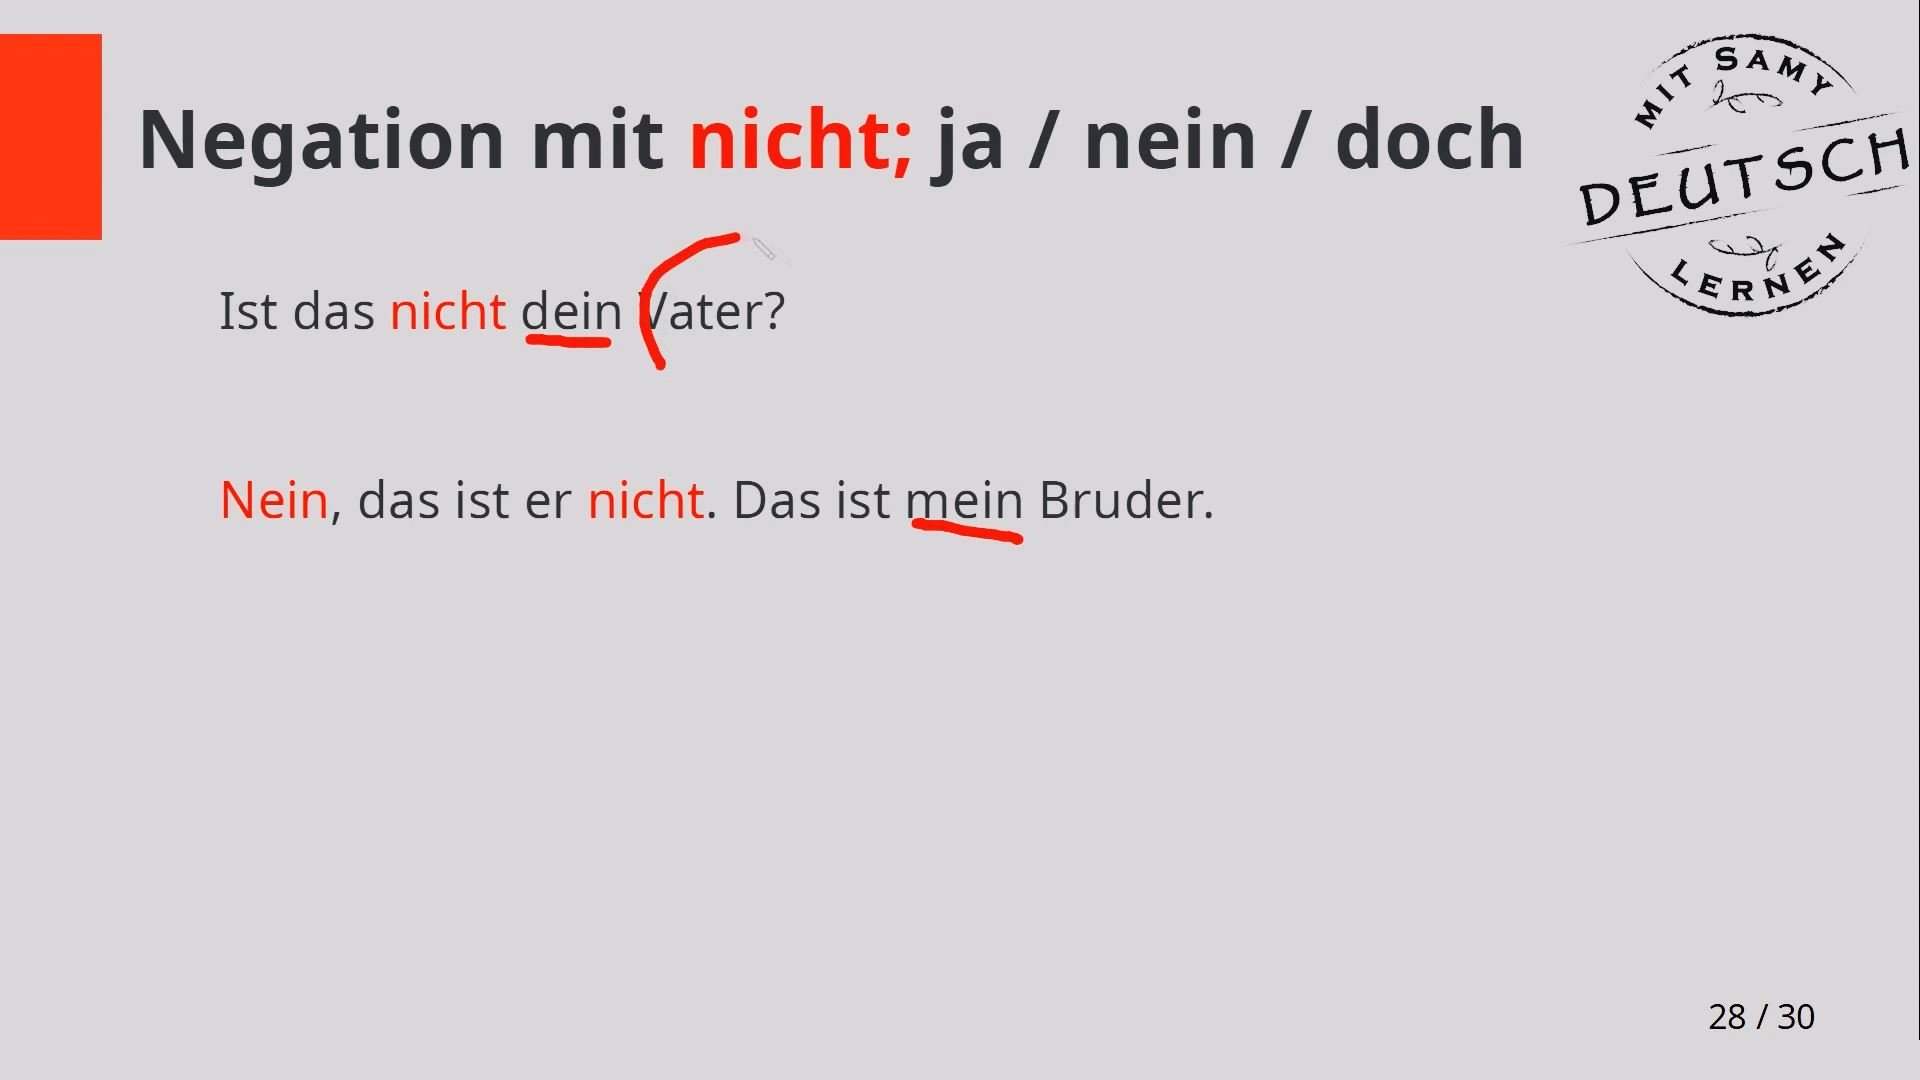 Negation mit nicht; ja / nein / doch
MIT SAMY
DEUTSCH
LERNEN
Ist das nicht dein Vater?
Nein, das ist er nicht. Das ist mein Bruder.
28 / 30